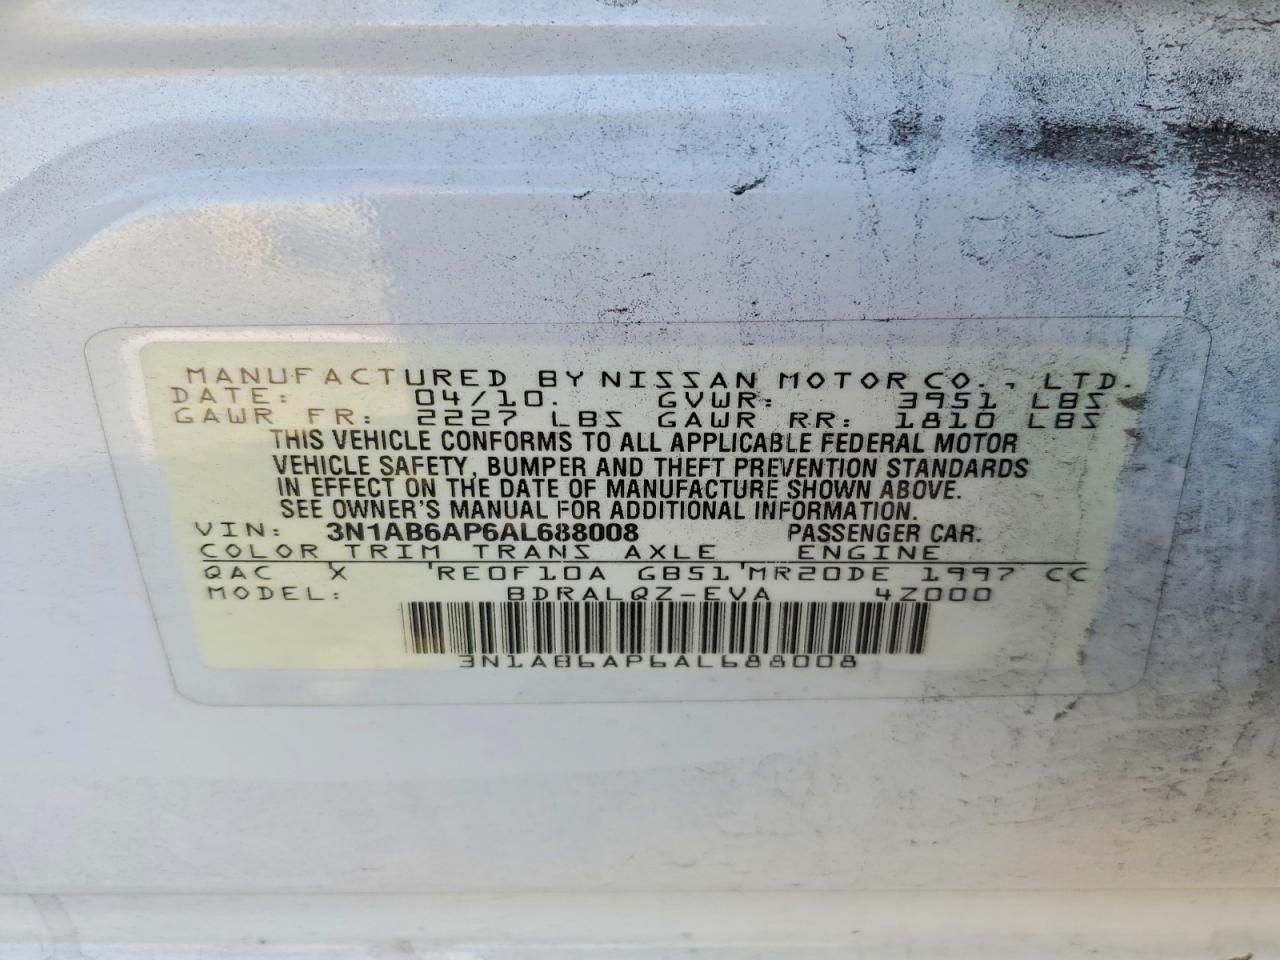 MANUFACTURED BY NISSAN MOTOR CO., LTD.
DATE: 04/10. GVWR: 3951 LBS
GAWR FR: 2227 LBS GAWR RR: 1810 LBS
THIS VEHICLE CONFORMS TO ALL APPLICABLE FEDERAL MOTOR
VEHICLE SAFETY, BUMPER AND THEFT PREVENTION STANDARDS
IN EFFECT ON THE DATE OF MANUFACTURE SHOWN ABOVE.
SEE OWNER'S MANUAL FOR ADDITIONAL INFORMATION.
VIN: 3N1AB6AP6AL688008 PASSENGER CAR.
COLOR TRIM TRANS AXLE ENGINE
QAC X 'RE0F10A GB51'MR20DE 1997 CC
MODEL: BDRALQZ-EVA 4Z000
3N1AB6AP6AL688008